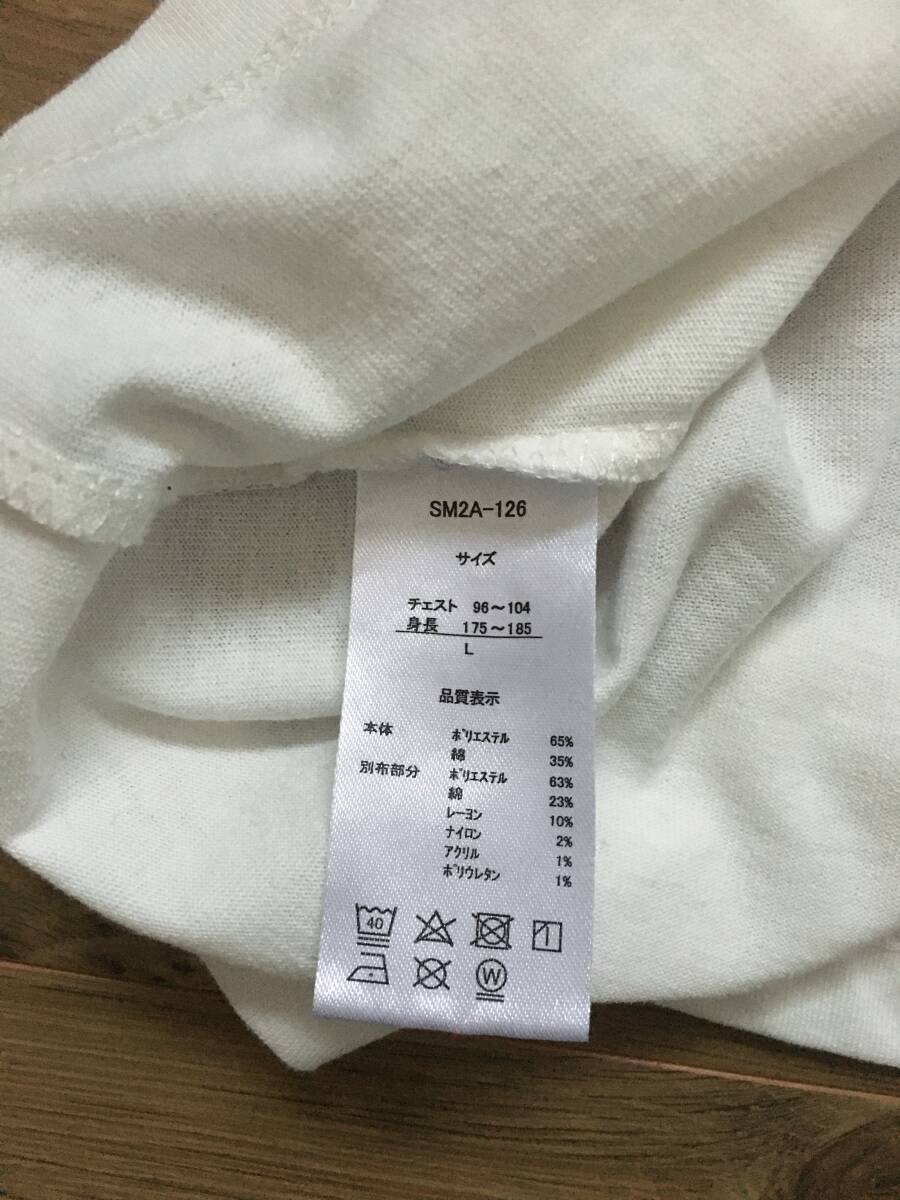 SM2A-126
サイズ
チェスト 96～104
身長 175～185
L
品質表示
本体 ポリエステル 65%
綿 35%
別布部分 ポリエステル 63%
綿 23%
レーヨン 10%
ナイロン 2%
アクリル 1%
ポリウレタン 1%
40
W